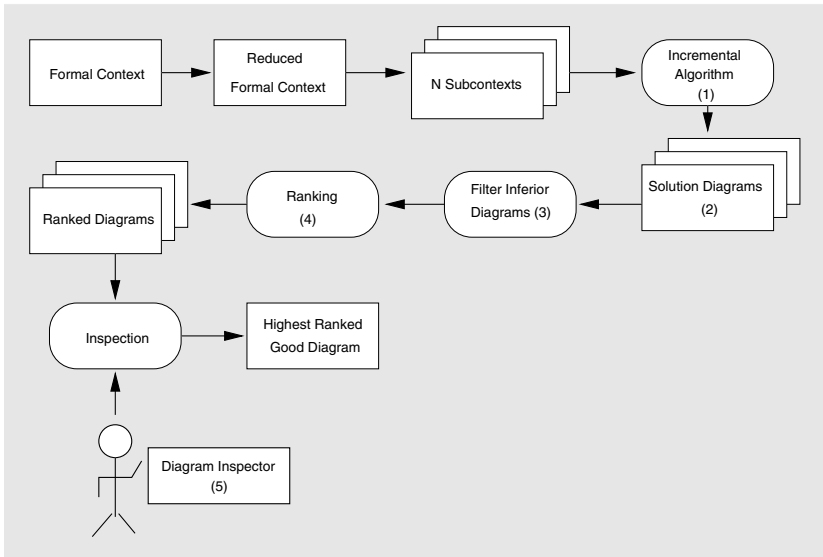 Formal Context
Reduced
Formal Context
N Subcontexts
Incremental
Algorithm
(1)
Solution Diagrams
(2)
Filter Inferior
Diagrams (3)
Ranking
(4)
Ranked Diagrams
Inspection
Highest Ranked
Good Diagram
Diagram Inspector
(5)